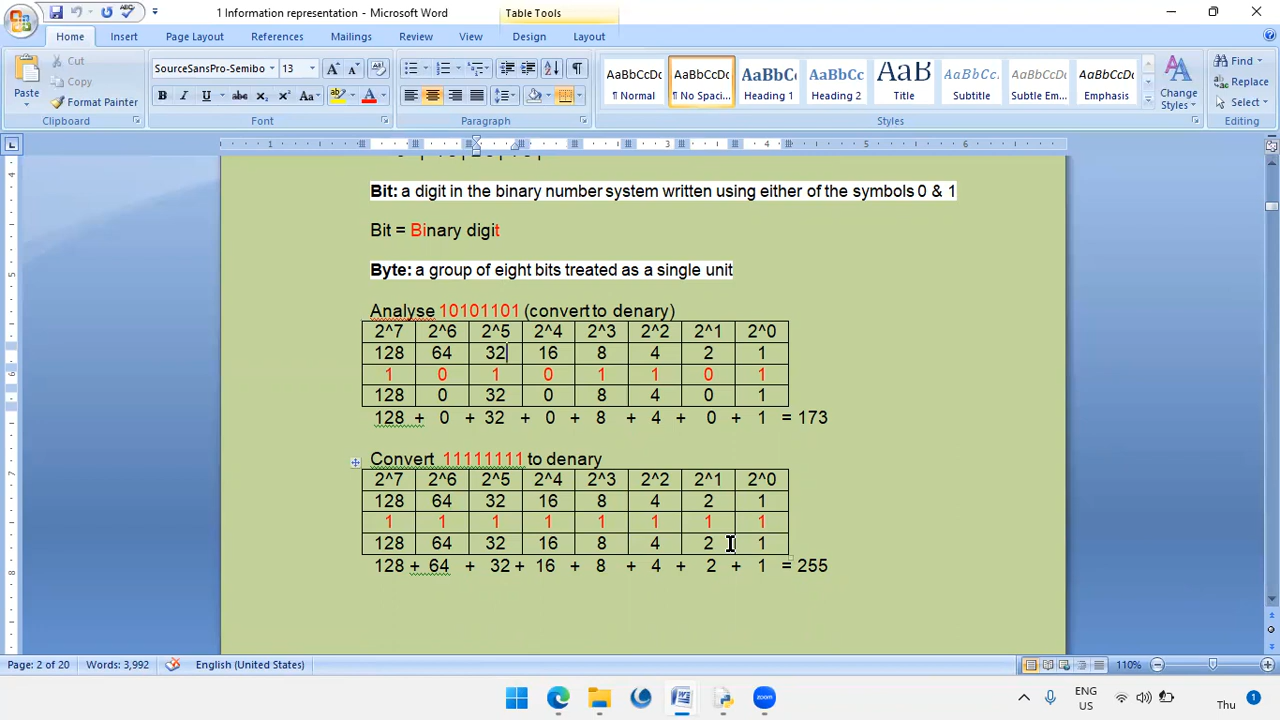 1 Information representation - Microsoft Word
Table Tools
Home Insert Page Layout References Mailings Review View Design Layout
Paste
Cut
Copy
Format Painter
Clipboard
SourceSansPro-Semibo 13
Font
Paragraph
AaBbCcDc AaBbCcDc AaBbCc AaBbCc AaB AaBbCc. AaBbCcDc AaBbCcDc
¶ Normal ¶ No Spaci... Heading 1 Heading 2 Title Subtitle Subtle Em... Emphasis
Change Styles
Styles
Find
Replace
Select
Editing
Bit: a digit in the binary number system written using either of the symbols 0 & 1
Bit = Binary digit
Byte: a group of eight bits treated as a single unit
Analyse 10101101 (convert to denary)
2^7 2^6 2^5 2^4 2^3 2^2 2^1 2^0
128 64 32 16 8 4 2 1
1 0 1 0 1 1 0 1
128 0 32 0 8 4 0 1
128 + 0 + 32 + 0 + 8 + 4 + 0 + 1 = 173
Convert 11111111 to denary
2^7 2^6 2^5 2^4 2^3 2^2 2^1 2^0
128 64 32 16 8 4 2 1
1 1 1 1 1 1 1 1
128 64 32 16 8 4 2 1
128 + 64 + 32 + 16 + 8 + 4 + 2 + 1 = 255
Page: 2 of 20 Words: 3,992 English (United States) 110%
ENG
US
Thu
1